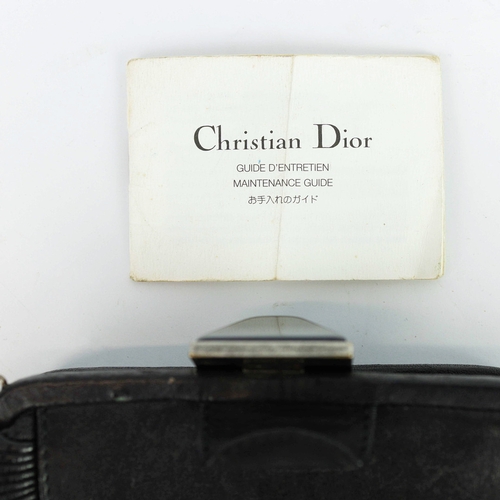 Christian Dior
GUIDE D'ENTRETIEN
MAINTENANCE GUIDE
お手入れのガイド